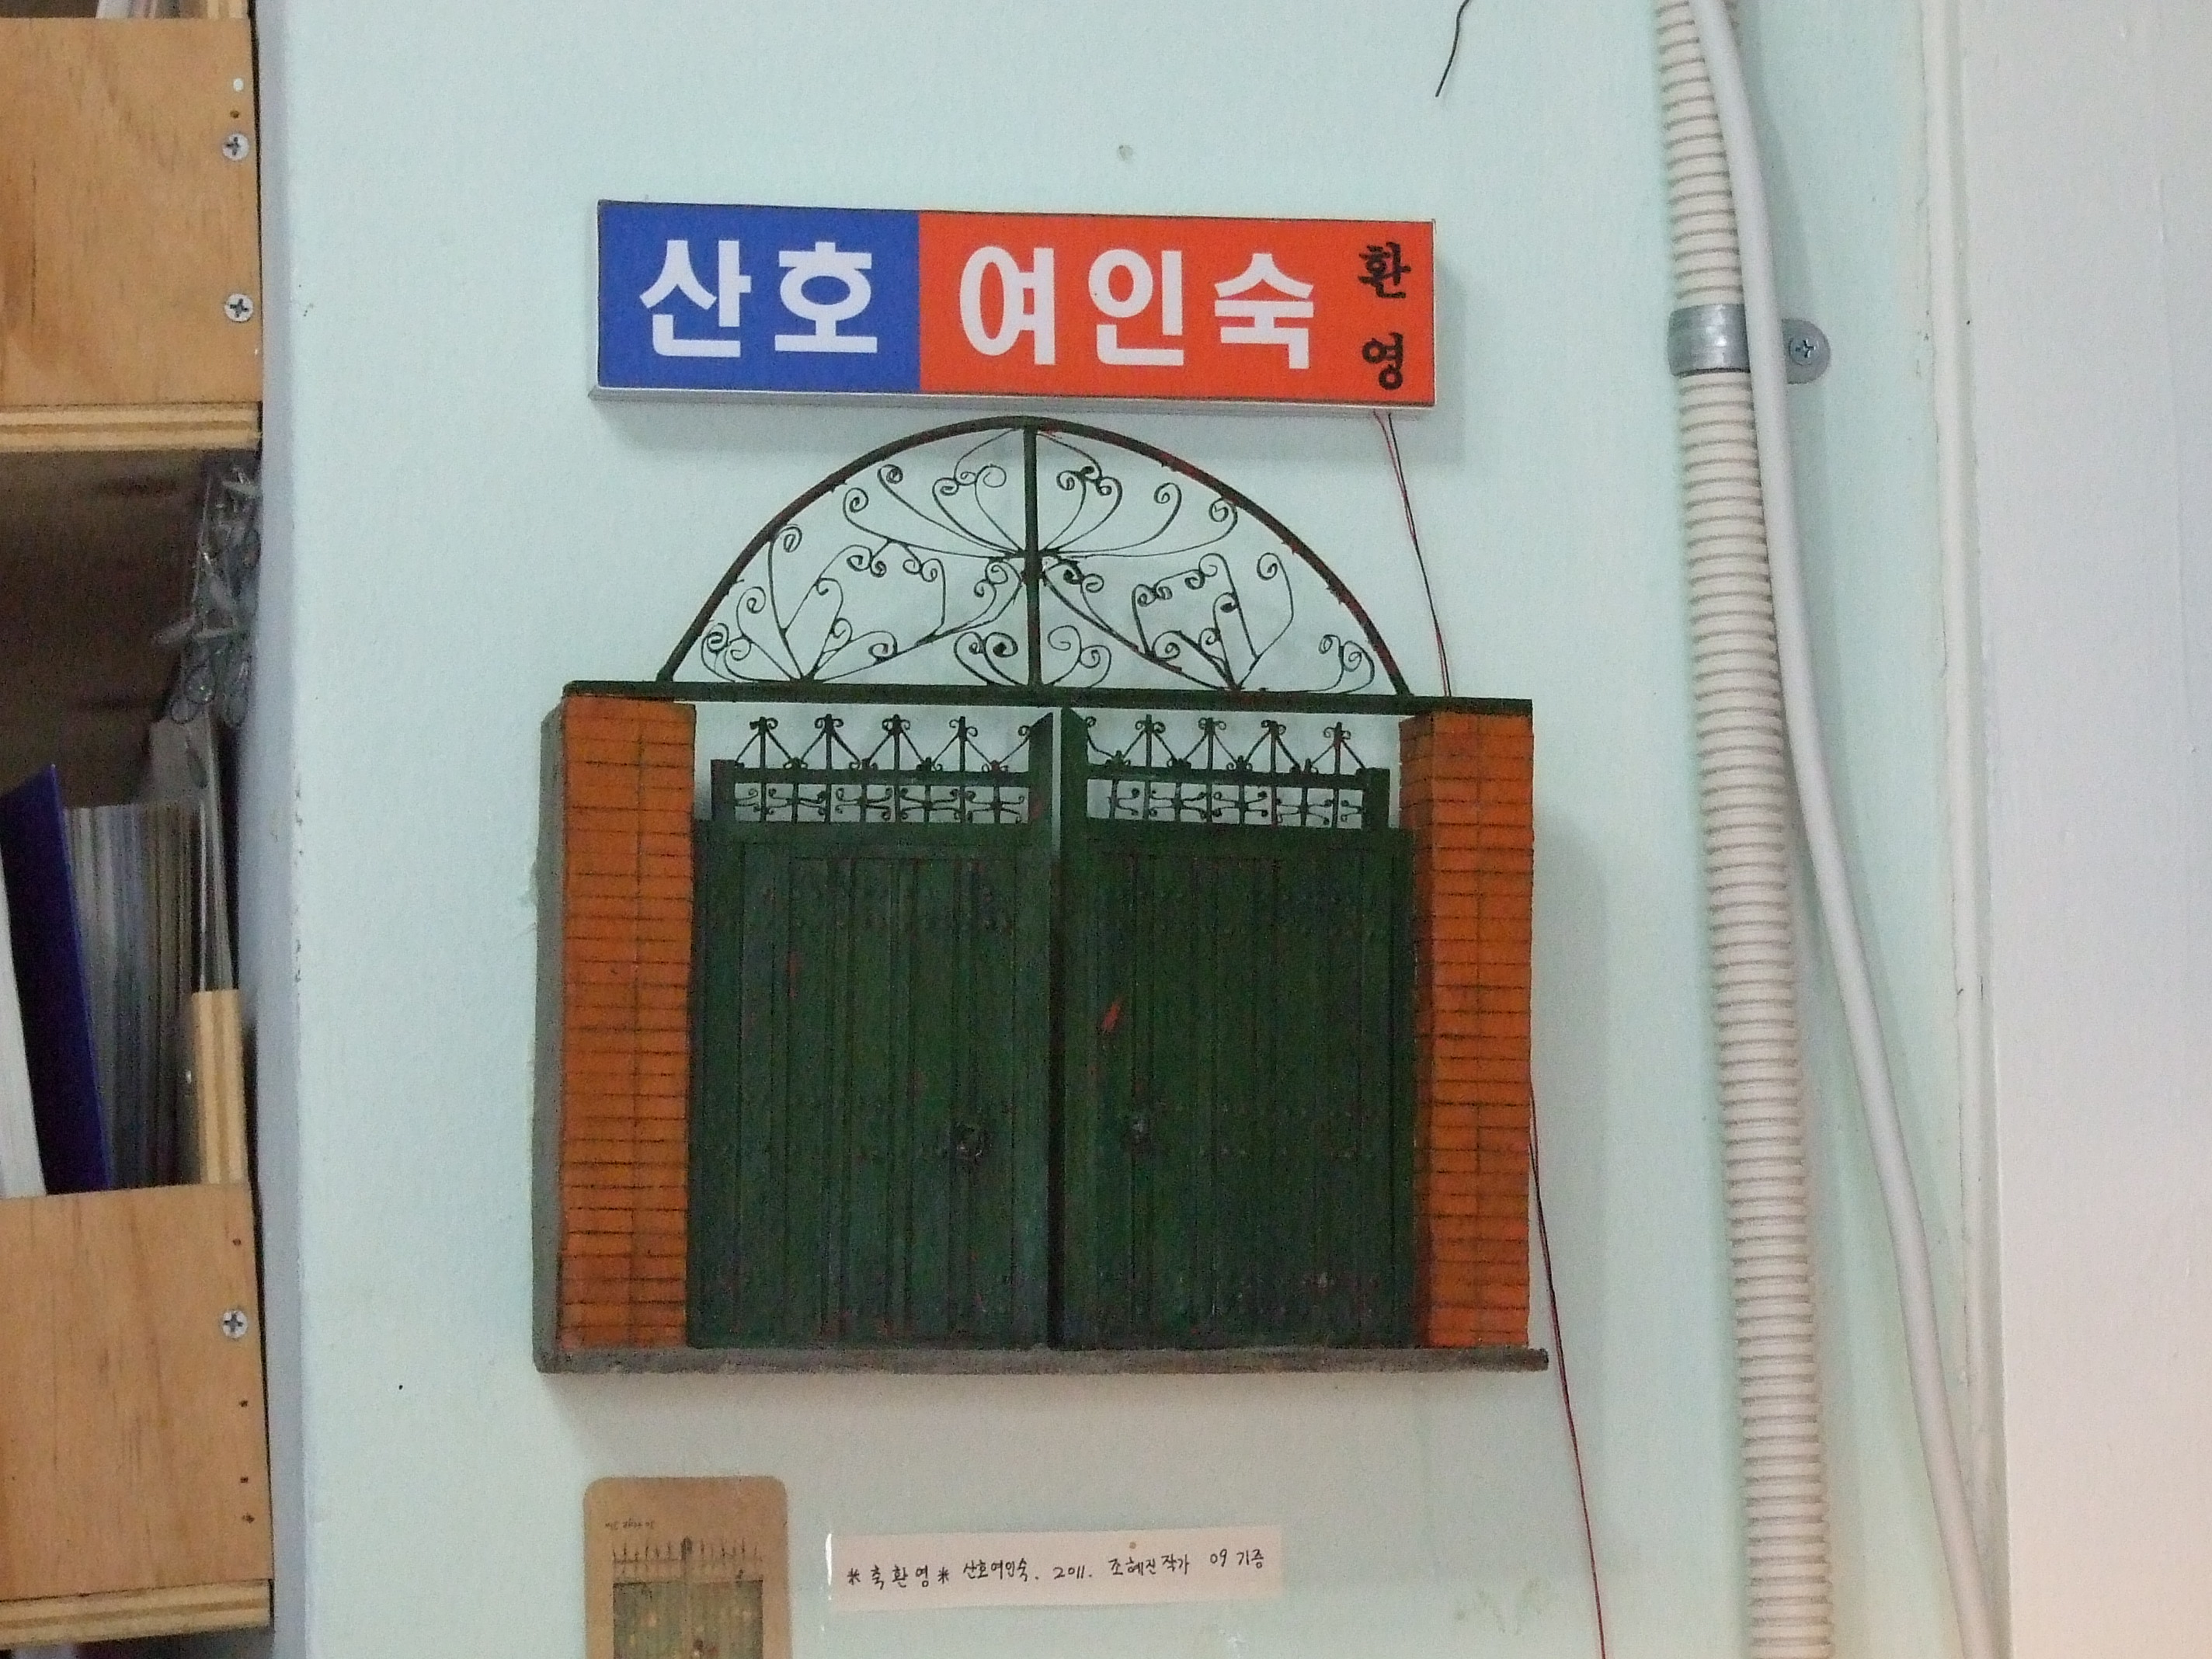 산호 여인숙 환영
*축환영* 산호여인숙. 2011. 조혜진작가 09 기증